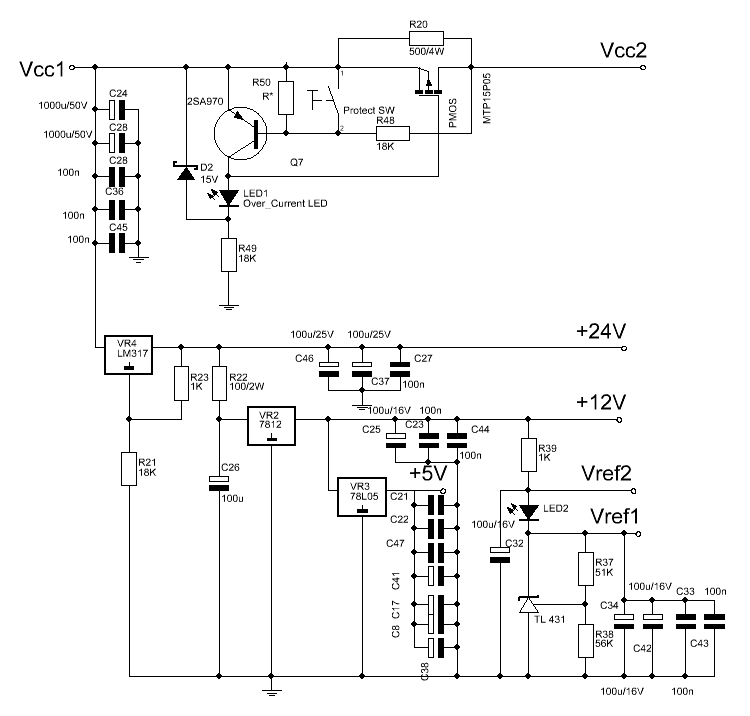 R20
500/4W
Vcc1
Vcc2
C24
1000u/50V
C28
1000u/50V
C28
100n
C36
100n
C45
100n
2SA970
R50
R*
1
Protect SW
2
R48
18K
PMOS
MTP15P05
Q7
D2
15V
LED1
Over_Current LED
R49
18K
VR4
LM317
+24V
100u/25V
100u/25V
C46
C37
C27
100n
R23
1K
R22
100/2W
+12V
VR2
7812
100u/16V
100n
C25
C23
C44
100n
R39
1K
R21
18K
C26
100u
+5V
VR3
78L05
Vref2
C21
LED2
Vref1
C22
100u/16V
C32
C47
R37
51K
C41
100u/16V
C33
100n
C17
C34
TL 431
C8
R38
56K
C42
C43
C38
100u/16V
100n